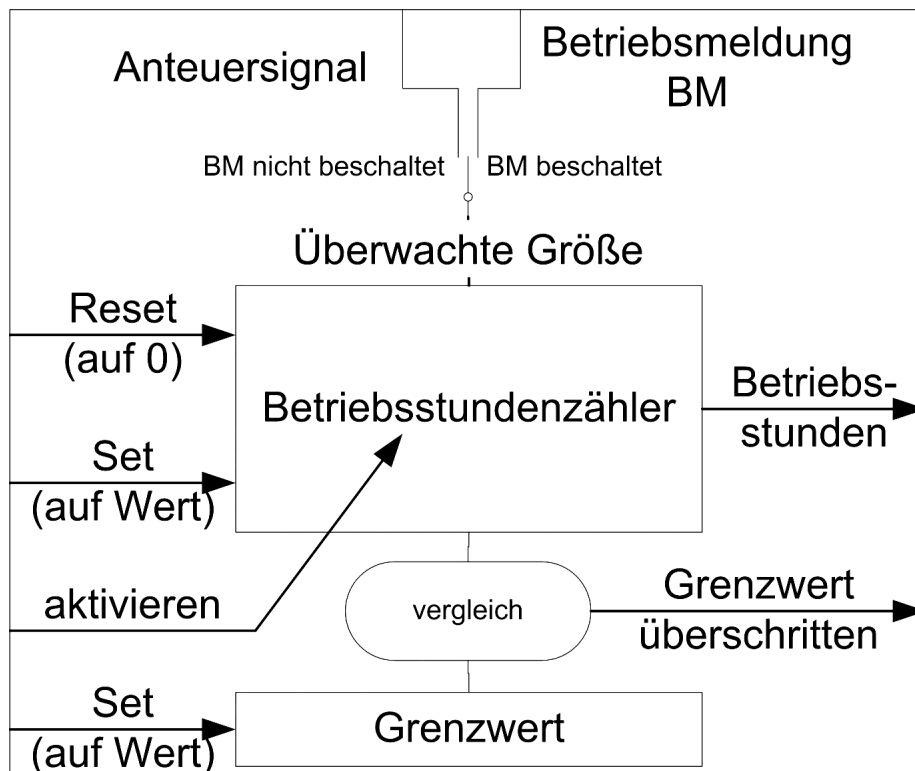 Anteuersignal
Betriebsmeldung
BM
BM nicht beschaltet
BM beschaltet
Überwachte Größe
Reset
(auf 0)
Betriebsstundenzähler
Betriebs-
stunden
Set
(auf Wert)
aktivieren
vergleich
Grenzwert
überschritten
Set
(auf Wert)
Grenzwert